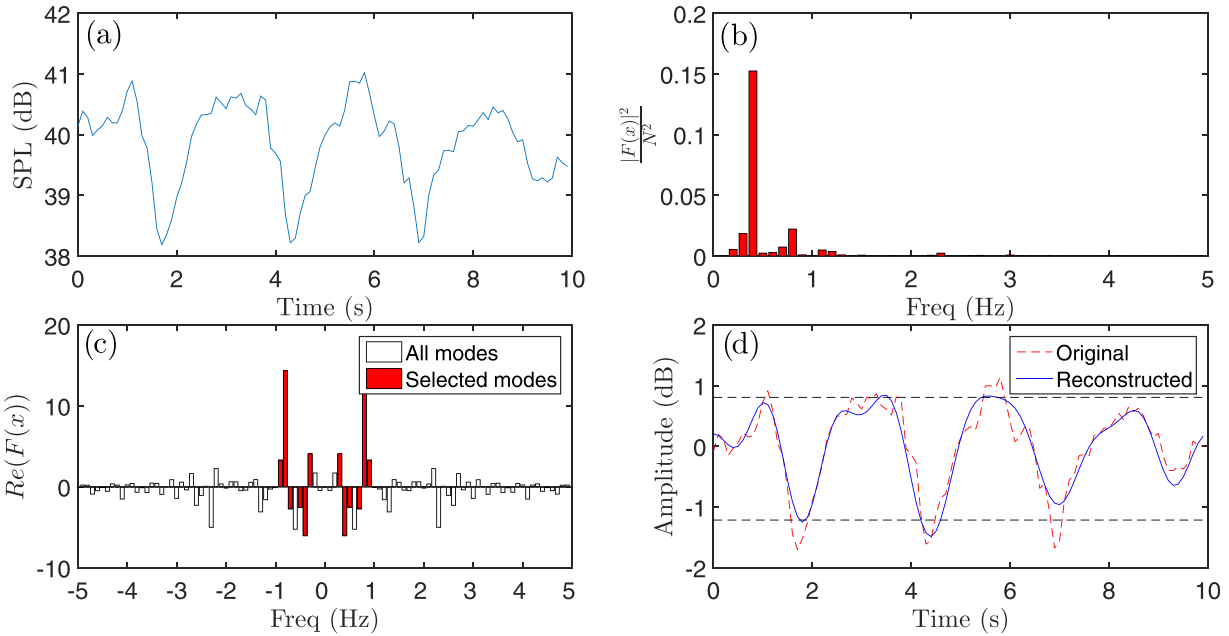 (a)
SPL (dB)
42
41
40
39
38
0 2 4 6 8 10
Time (s)
(b)
|F(x)|²
N²
0.2
0.15
0.1
0.05
0
0 1 2 3 4 5
Freq (Hz)
(c)
Re(F(x))
20
10
0
-10
All modes
Selected modes
-5 -4 -3 -2 -1 0 1 2 3 4 5
Freq (Hz)
(d)
Amplitude (dB)
2
1
0
-1
-2
Original
Reconstructed
0 2 4 6 8 10
Time (s)